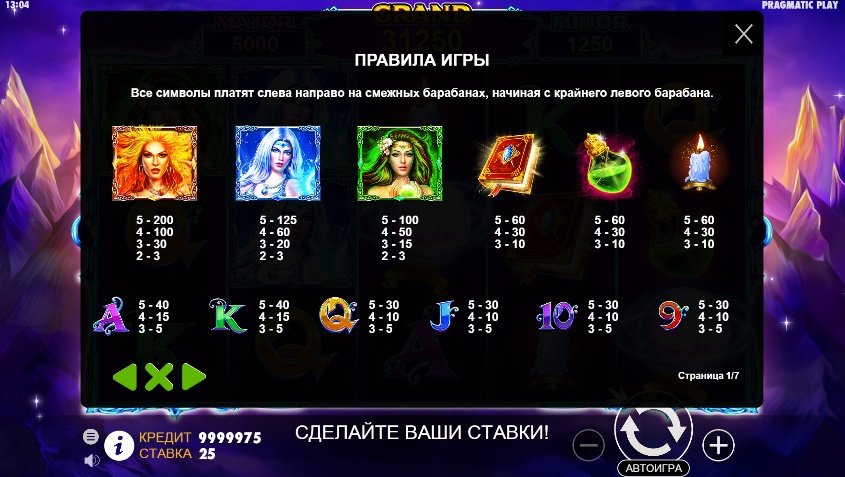 13:04
GRAND
PRAGMATIC PLAY
MAJOR
31250
MINOR
5000
1250
ПРАВИЛА ИГРЫ
Все символы платят слева направо на смежных барабанах, начиная с крайнего левого барабана.
5 - 200
4 - 100
3 - 30
2 - 3
5 - 125
4 - 60
3 - 20
2 - 3
5 - 100
4 - 50
3 - 15
2 - 3
5 - 60
4 - 30
3 - 10
5 - 60
4 - 30
3 - 10
5 - 60
4 - 30
3 - 10
A
5 - 40
4 - 15
3 - 5
K
5 - 40
4 - 15
3 - 5
Q
5 - 30
4 - 10
3 - 5
J
5 - 30
4 - 10
3 - 5
10
5 - 30
4 - 10
3 - 5
9
5 - 30
4 - 10
3 - 5
Страница 1/7
КРЕДИТ 9999975
СТАВКА 25
СДЕЛАЙТЕ ВАШИ СТАВКИ!
АВТОИГРА